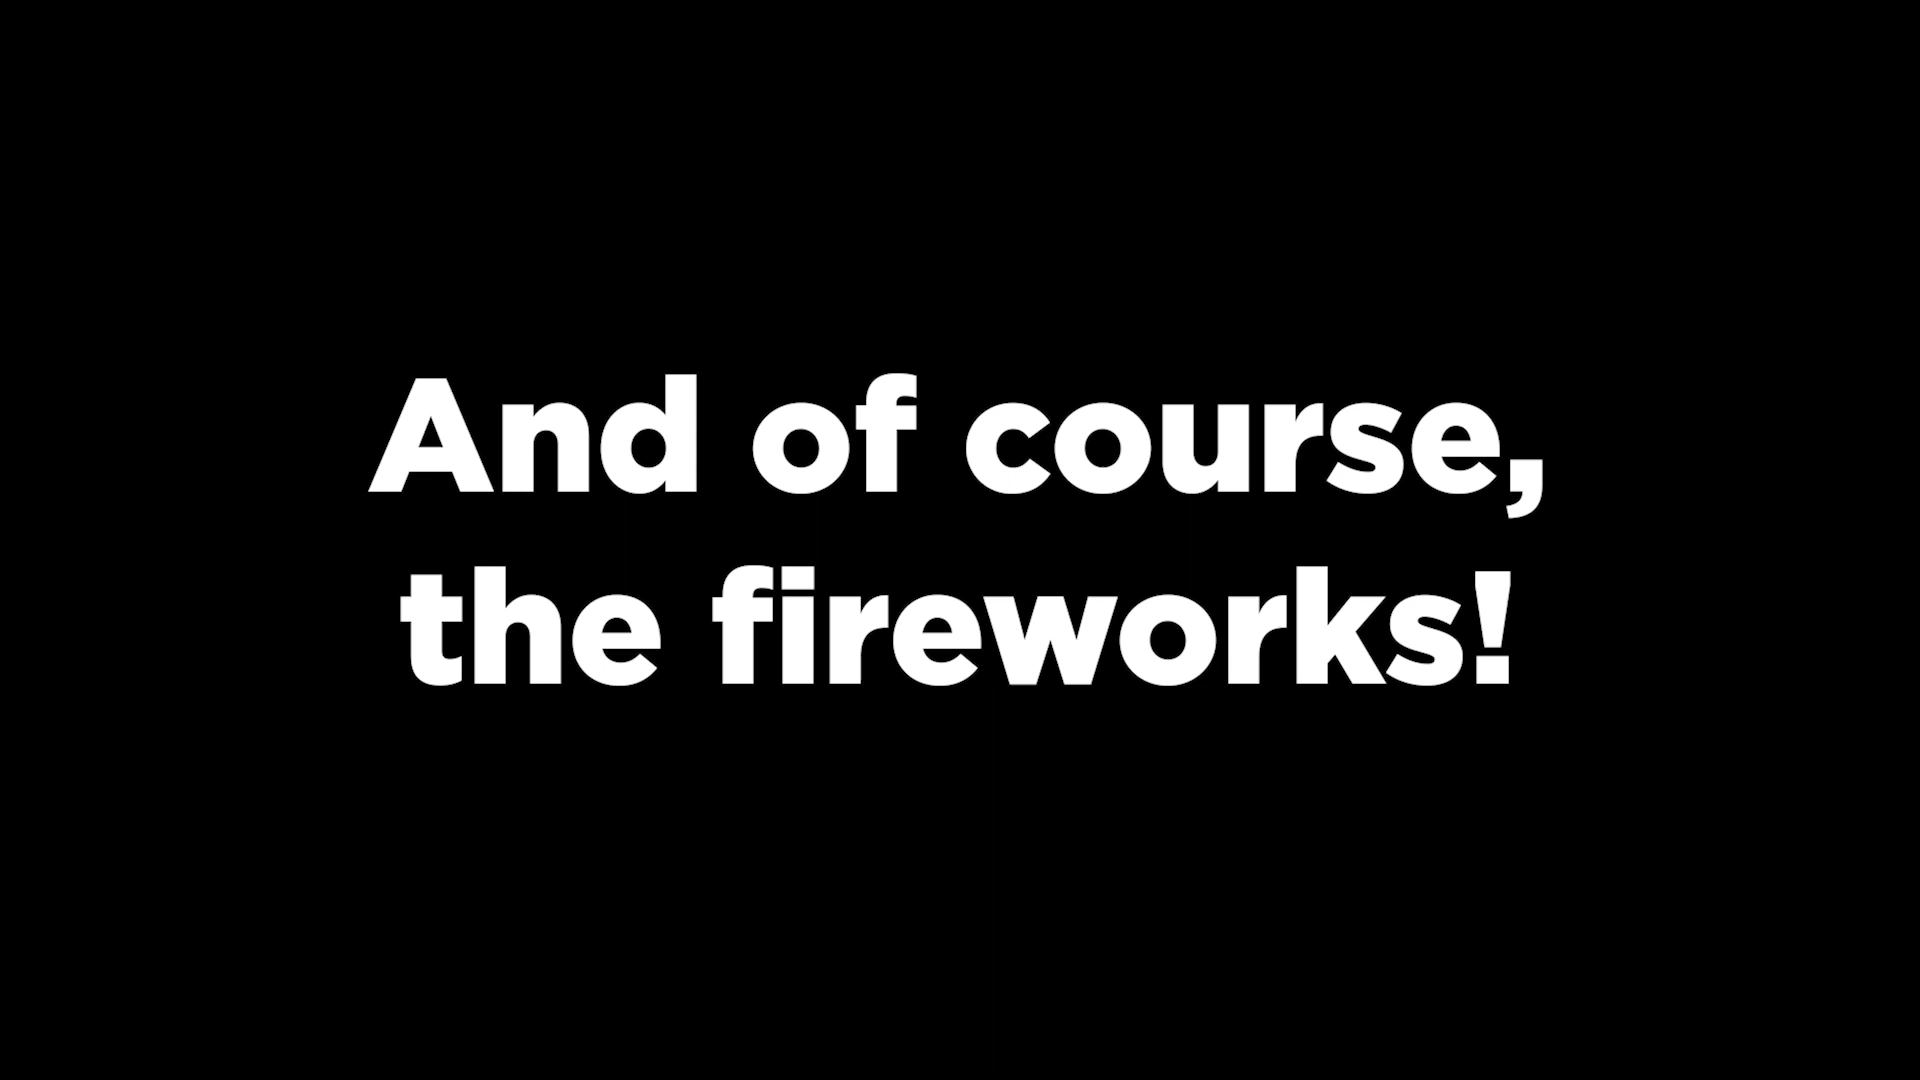 And of course,
the fireworks!